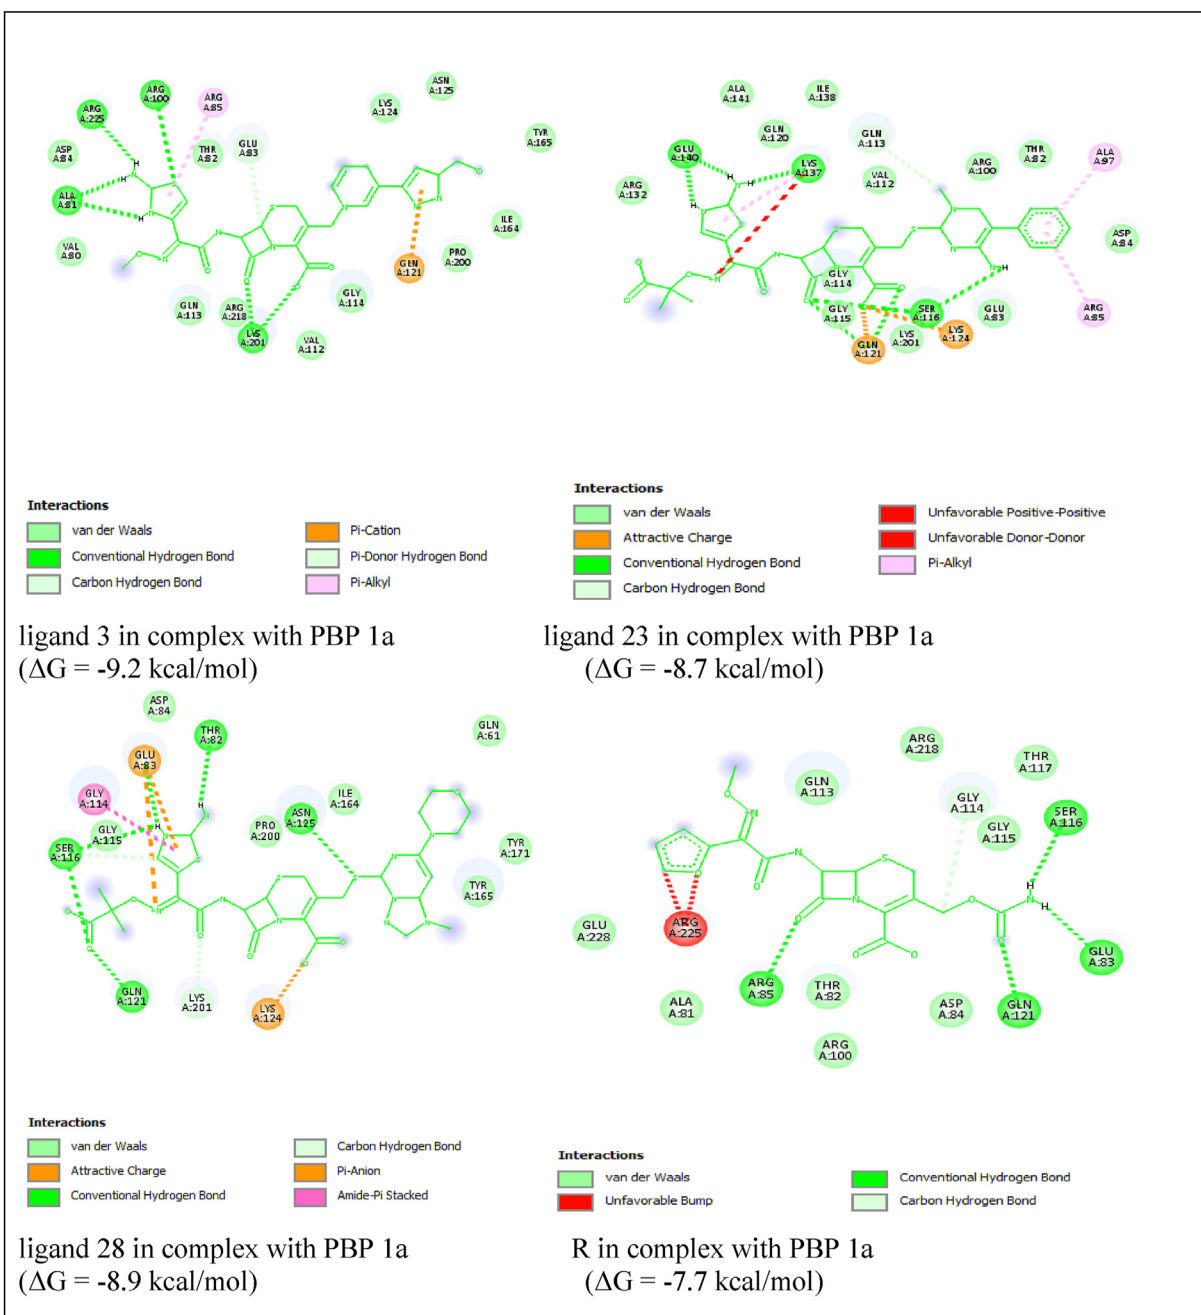 ARG
A:100
ARG
A:225
ARG
A:85
ASP
A:84
THR
A:82
GLU
A:83
LYS
A:124
ASN
A:125
TYR
A:165
ALA
A:81
VAL
A:80
ILE
A:164
PRO
A:200
GLN
A:121
GLN
A:113
ARG
A:218
GLY
A:114
LYS
A:201
VAL
A:112
H
H
N
S
H
N
O
N
N
O
S
N
O
O
O
N
N
N
O
Interactions
van der Waals
Conventional Hydrogen Bond
Carbon Hydrogen Bond
Pi-Cation
Pi-Donor Hydrogen Bond
Pi-Alkyl
ligand 3 in complex with PBP 1a
(ΔG = -9.2 kcal/mol)
ALA
A:141
ILE
A:138
GLN
A:120
GLN
A:113
GLU
A:140
LYS
A:137
VAL
A:112
ARG
A:100
THR
A:82
ALA
A:97
ARG
A:132
ASP
A:84
GLY
A:114
GLY
A:115
SER
A:116
GLU
A:83
ARG
A:85
GLN
A:121
LYS
A:201
LYS
A:124
Interactions
van der Waals
Attractive Charge
Conventional Hydrogen Bond
Carbon Hydrogen Bond
Unfavorable Positive-Positive
Unfavorable Donor-Donor
Pi-Alkyl
ligand 23 in complex with PBP 1a
(ΔG = -8.7 kcal/mol)
ASP
A:84
THR
A:82
GLU
A:83
GLN
A:61
GLY
A:114
GLY
A:115
SER
A:116
PRO
A:200
ASN
A:125
ILE
A:164
TYR
A:171
TYR
A:165
GLN
A:121
LYS
A:201
LYS
A:124
Interactions
van der Waals
Attractive Charge
Conventional Hydrogen Bond
Carbon Hydrogen Bond
Pi-Anion
Amide-Pi Stacked
ligand 28 in complex with PBP 1a
(ΔG = -8.9 kcal/mol)
ARG
A:218
THR
A:117
GLN
A:113
GLY
A:114
GLY
A:115
SER
A:116
GLU
A:228
ARG
A:225
GLU
A:83
ARG
A:85
THR
A:82
ALA
A:81
ASP
A:84
GLN
A:121
ARG
A:100
Interactions
van der Waals
Unfavorable Bump
Conventional Hydrogen Bond
Carbon Hydrogen Bond
R in complex with PBP 1a
(ΔG = -7.7 kcal/mol)